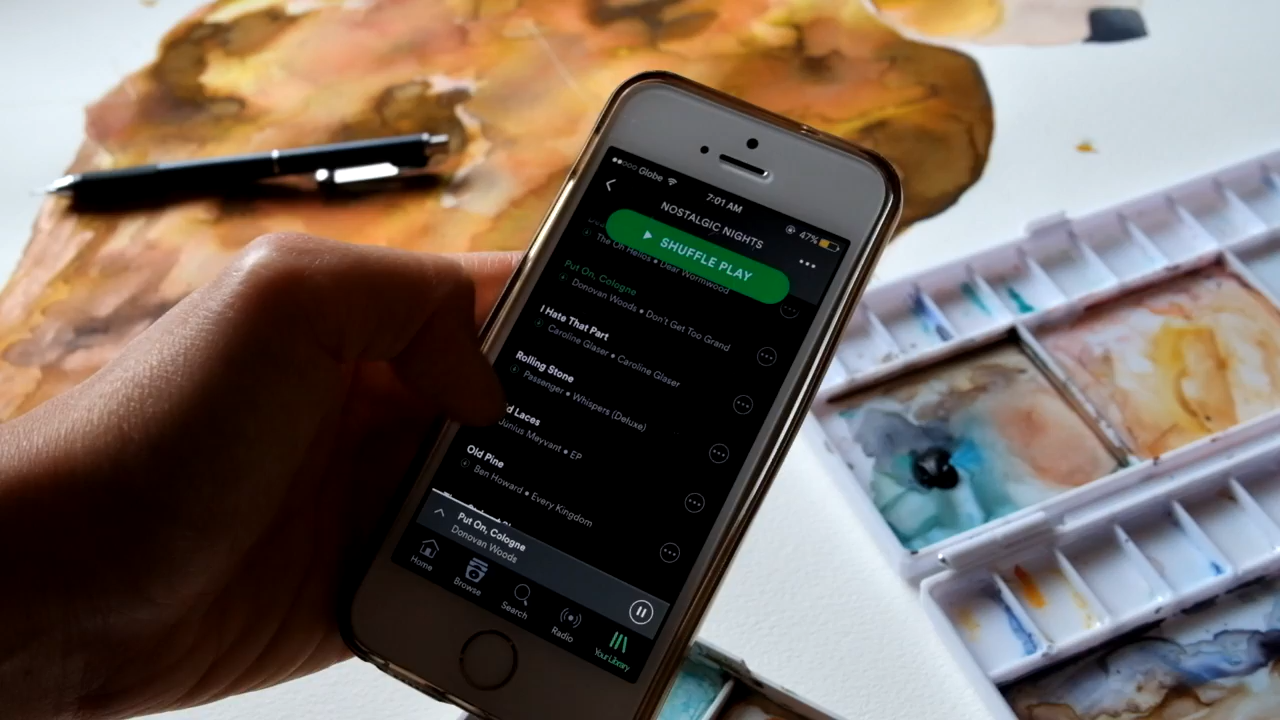 Globe
7:01 AM
47%
NOSTALGIC NIGHTS
SHUFFLE PLAY
The Oh Hellos • Dear Wormwood
Put On, Cologne
Donovan Woods • Don't Get Too Grand
I Hate That Part
Caroline Glaser • Caroline Glaser
Rolling Stone
Passenger • Whispers (Deluxe)
d Laces
Junius Meyvant • EP
Old Pine
Ben Howard • Every Kingdom
Put On, Cologne
Donovan Woods
Home
Browse
Search
Radio
Your Library